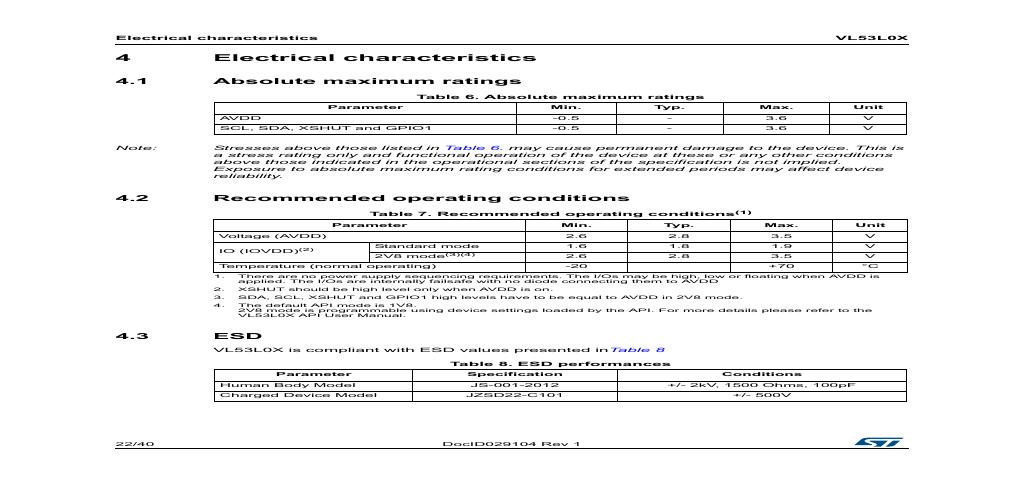 Electrical characteristics VL53L0X
4 Electrical characteristics
4.1 Absolute maximum ratings
Table 6. Absolute maximum ratings
Parameter Min. Typ. Max. Unit
AVDD -0.5 - 3.6 V
SCL, SDA, XSHUT and GPIO1 -0.5 - 3.6 V
Note: Stresses above those listed in Table 6. may cause permanent damage to the device. This is
a stress rating only and functional operation of the device at these or any other conditions
above those indicated in the operational sections of the specification is not implied.
Exposure to absolute maximum rating conditions for extended periods may affect device
reliability.
4.2 Recommended operating conditions
Table 7. Recommended operating conditions(1)
Parameter Min. Typ. Max. Unit
Voltage (AVDD) 2.6 2.8 3.5 V
IO (IOVDD)(2) Standard mode 1.6 1.8 1.9 V
2V8 mode(3)(4) 2.6 2.8 3.5 V
Temperature (normal operating) -20 +70 °C
1. There are no power supply sequencing requirements. The I/Os may be high, low or floating when AVDD is
applied. The I/Os are internally failsafe with no diode connecting them to AVDD
2. XSHUT should be high level only when AVDD is on.
3. SDA, SCL, XSHUT and GPIO1 high levels have to be equal to AVDD in 2V8 mode.
4. The default API mode is 1V8.
2V8 mode is programmable using device settings loaded by the API. For more details please refer to the
VL53L0X API User Manual.
4.3 ESD
VL53L0X is compliant with ESD values presented in Table 8
Table 8. ESD performances
Parameter Specification Conditions
Human Body Model JS-001-2012 +/- 2kV, 1500 Ohms, 100pF
Charged Device Model JZSD22-C101 +/- 500V
22/40 DocID029104 Rev 1 ST